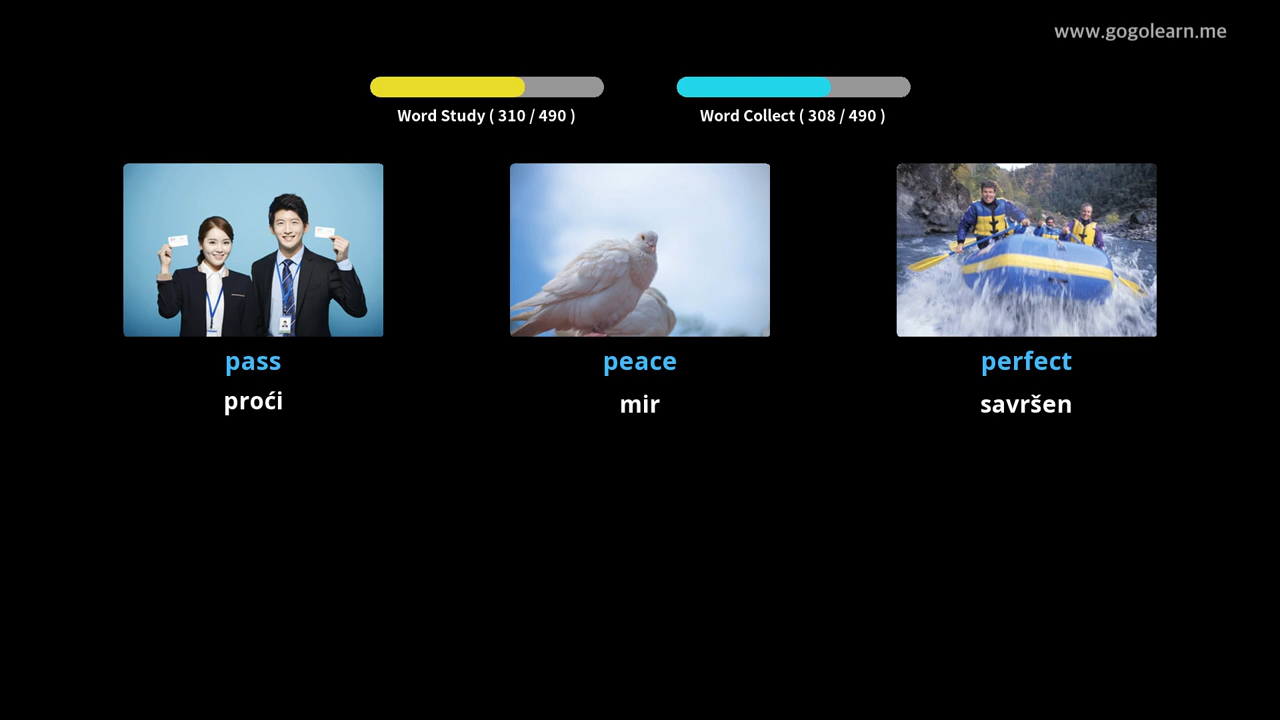 www.gogolearn.me
Word Study ( 310 / 490 )
Word Collect ( 308 / 490 )
pass
peace
perfect
proći
mir
savršen